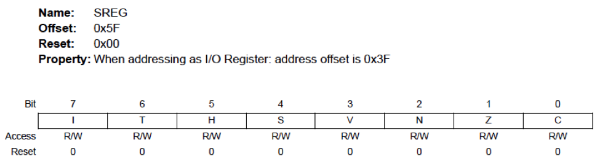 Name: SREG
Offset: 0x5F
Reset: 0x00
Property: When addressing as I/O Register: address offset is 0x3F
Bit 7 6 5 4 3 2 1 0
I T H S V N Z C
Access R/W R/W R/W R/W R/W R/W R/W R/W
Reset 0 0 0 0 0 0 0 0